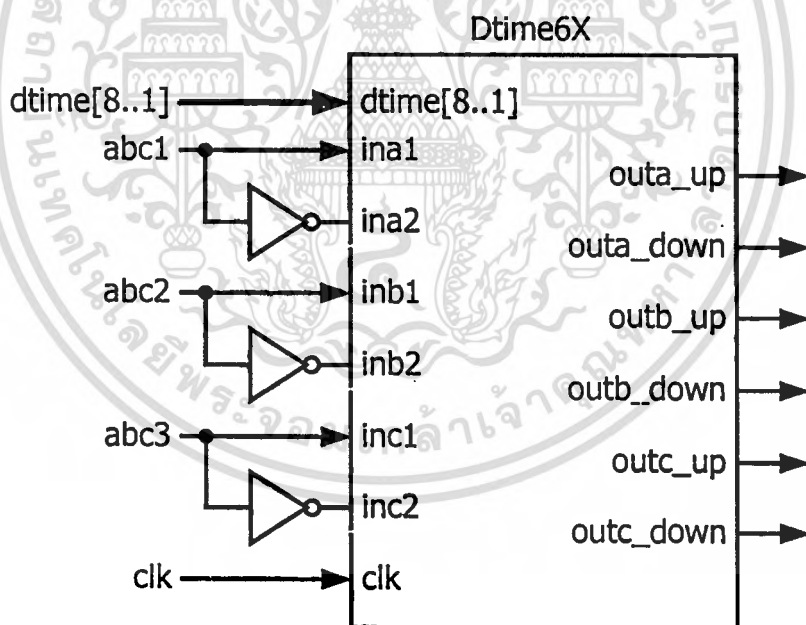 Dtime6X
dtime[8..1]
dtime[8..1]
abc1
ina1
outa_up
ina2
outa_down
abc2
inb1
outb_up
inb2
outb_down
abc3
inc1
outc_up
inc2
outc_down
clk
clk